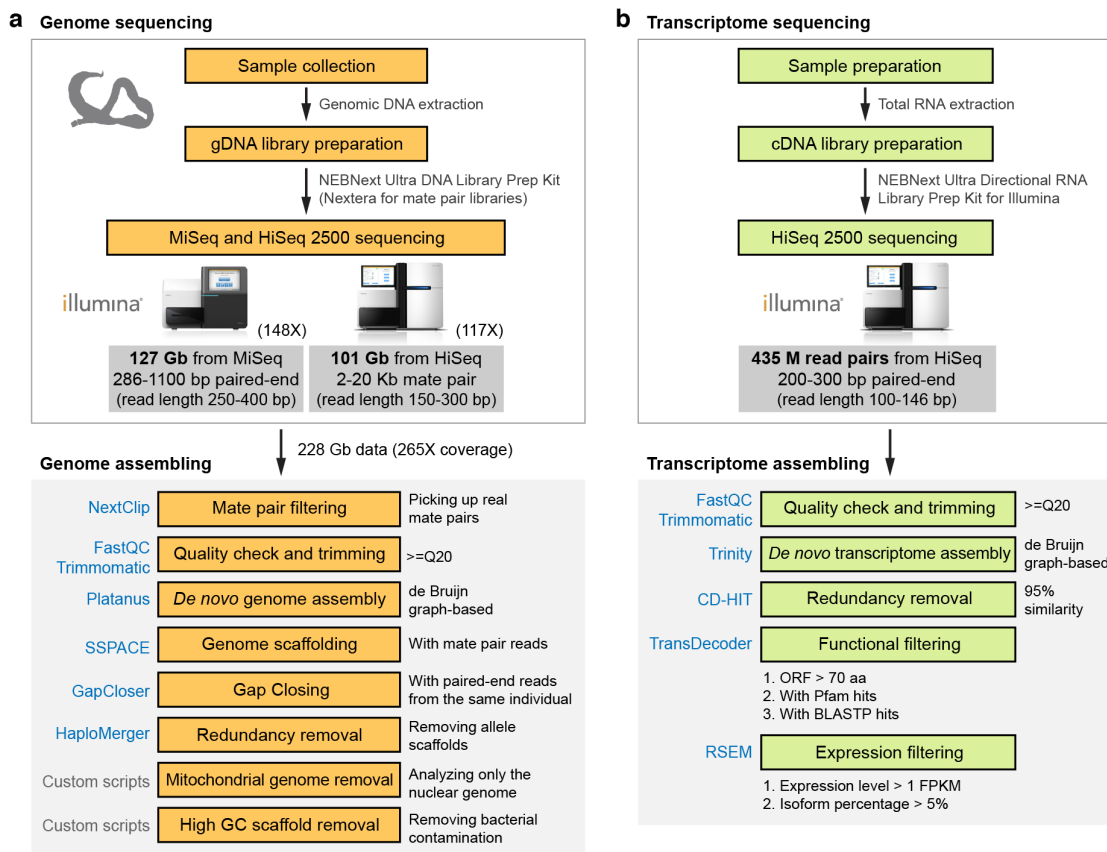 a Genome sequencing
Sample collection
Genomic DNA extraction
gDNA library preparation
NEBNext Ultra DNA Library Prep Kit
(Nextera for mate pair libraries)
MiSeq and HiSeq 2500 sequencing
illumina®
(148X)
(117X)
127 Gb from MiSeq
286-1100 bp paired-end
(read length 250-400 bp)
101 Gb from HiSeq
2-20 Kb mate pair
(read length 150-300 bp)
228 Gb data (265X coverage)
Genome assembling
NextClip
Mate pair filtering
Picking up real
mate pairs
FastQC
Trimmomatic
Quality check and trimming
>=Q20
Platanus
De novo genome assembly
de Bruijn
graph-based
SSPACE
Genome scaffolding
With mate pair reads
GapCloser
Gap Closing
With paired-end reads
from the same individual
HaploMerger
Redundancy removal
Removing allele
scaffolds
Custom scripts
Mitochondrial genome removal
Analyzing only the
nuclear genome
Custom scripts
High GC scaffold removal
Removing bacterial
contamination
b Transcriptome sequencing
Sample preparation
Total RNA extraction
cDNA library preparation
NEBNext Ultra Directional RNA
Library Prep Kit for Illumina
HiSeq 2500 sequencing
illumina®
435 M read pairs from HiSeq
200-300 bp paired-end
(read length 100-146 bp)
Transcriptome assembling
FastQC
Trimmomatic
Quality check and trimming
>=Q20
Trinity
De novo transcriptome assembly
de Bruijn
graph-based
CD-HIT
Redundancy removal
95%
similarity
TransDecoder
Functional filtering
1. ORF > 70 aa
2. With Pfam hits
3. With BLASTP hits
RSEM
Expression filtering
1. Expression level > 1 FPKM
2. Isoform percentage > 5%